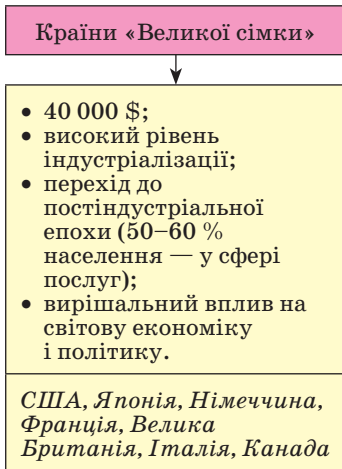 Країни «Великої сімки»
• 40 000 $;
• високий рівень
індустріалізації;
• перехід до
постіндустріальної
епохи (50–60 %
населення — у сфері
послуг);
• вирішальний вплив на
світову економіку
і політику.
США, Японія, Німеччина,
Франція, Велика
Британія, Італія, Канада